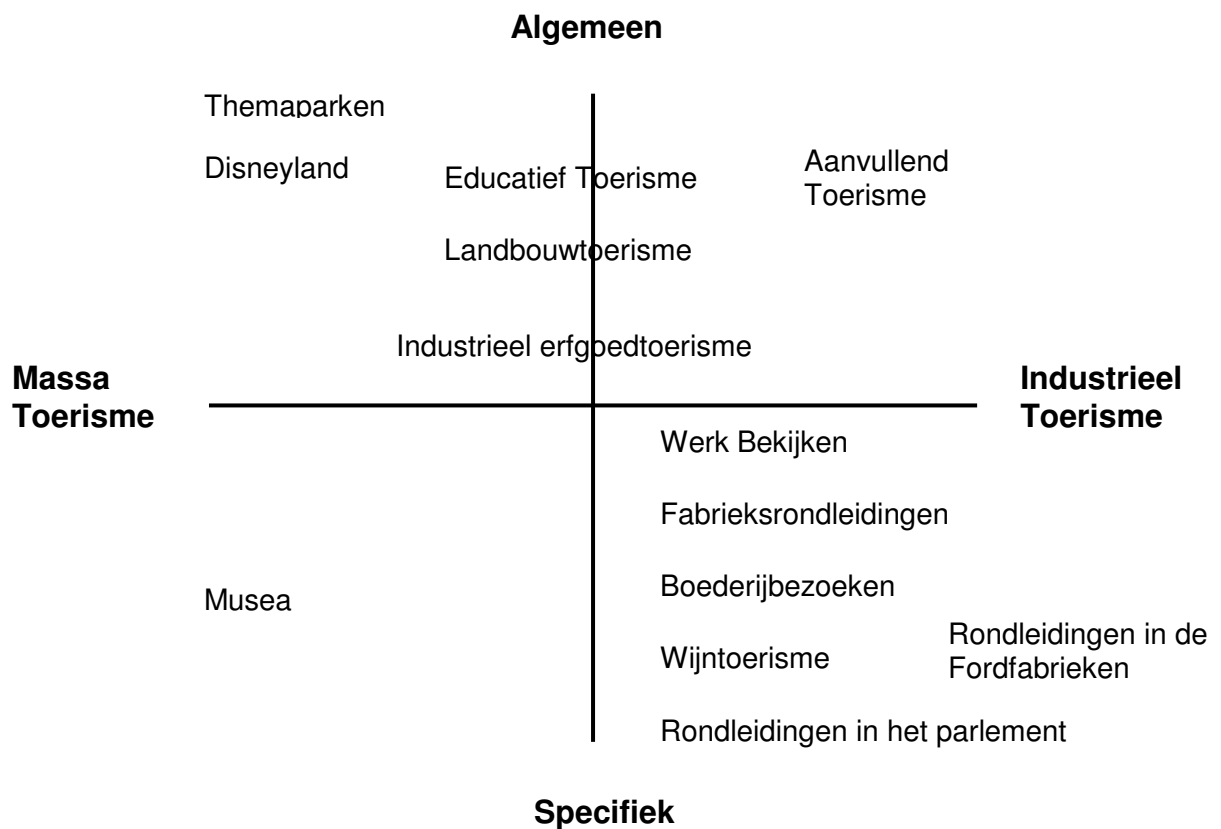 Algemeen
Themaparken
Disneyland
Educatief Toerisme
Aanvullend
Toerisme
Landbouwtoerisme
Industrieel erfgoedtoerisme
Massa
Toerisme
Industrieel
Toerisme
Werk Bekijken
Fabrieksrondleidingen
Boederijbezoeken
Musea
Rondleidingen in de
Fordfabrieken
Wijntoerisme
Rondleidingen in het parlement
Specifiek